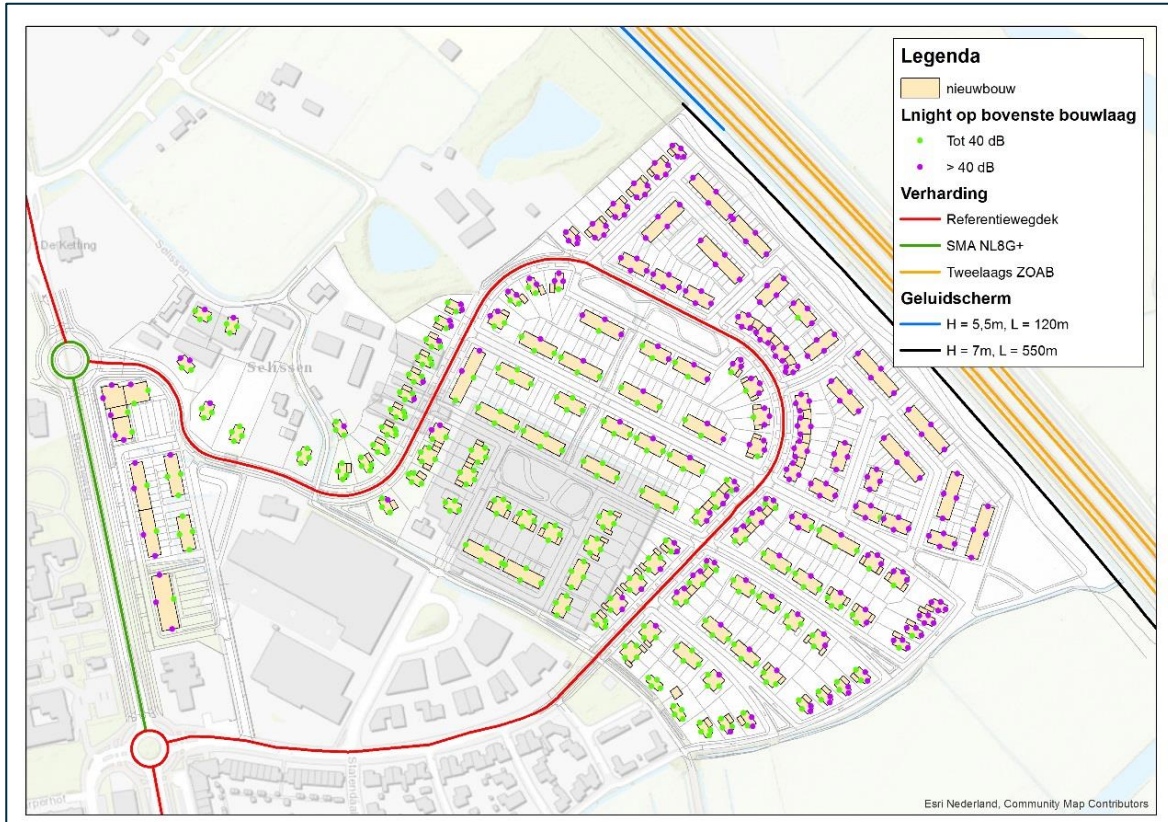 Legenda
nieuwbouw
Lnight op bovenste bouwlaag
Tot 40 dB
> 40 dB
Verharding
Referentiewegdek
SMA NL8G+
Tweelaags ZOAB
Geluidscherm
H = 5,5m, L = 120m
H = 7m, L = 550m
De Ketting
Selissen
Selissen
Esri Nederland, Community Map Contributors